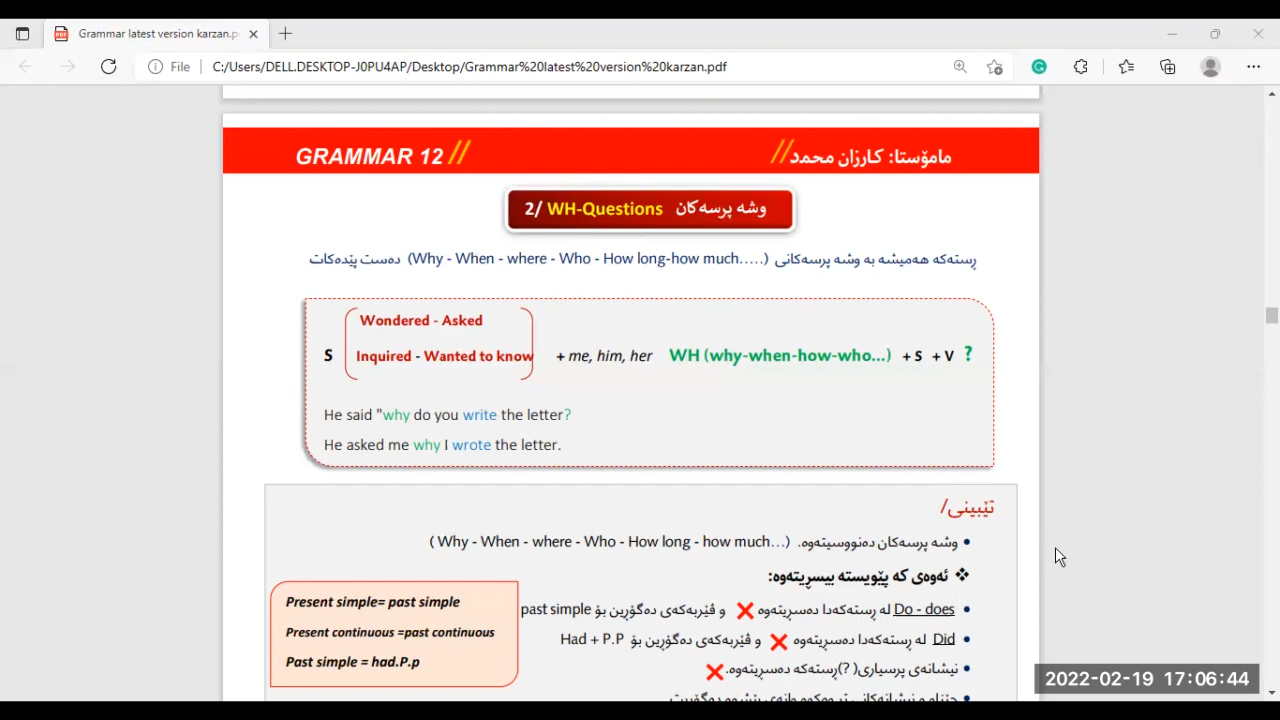 Grammar latest version karzan.p
File C:/Users/DELL.DESKTOP-J0PU4AP/Desktop/Grammar%20latest%20version%20karzan.pdf
GRAMMAR 12 // //مامۆستا: کارزان محمد
2/ WH-Questions وشە پرسەکان
ڕستەکە هەمیشە بە وشە پرسەکانی (Why - When - where - Who - How long-how much.....) دەست پێدەکات
Wondered - Asked
S Inquired - Wanted to know + me, him, her WH (why-when-how-who...) + S + V ?
He said "why do you write the letter?
He asked me why I wrote the letter.
تێبینی/
• وشە پرسەکان دەنووسیتەوە. (Why - When - where - Who - How long - how much... )
❖ ئەوەی کە پێویستە بیسڕیتەوە:
• Do - does لە ڕستەکەدا دەسڕیتەوە ❌ و ڤێربەکەی دەگۆڕین بۆ past simple
• Did لە ڕستەکەدا دەسڕیتەوە ❌ و ڤێربەکەی دەگۆڕین بۆ Had + P.P
• نیشانەی پرسیاری( ?)ڕستەکە دەسڕیتەوە. ❌
Present simple= past simple
Present continuous =past continuous
Past simple = had.P.p
2022-02-19 17:06:44